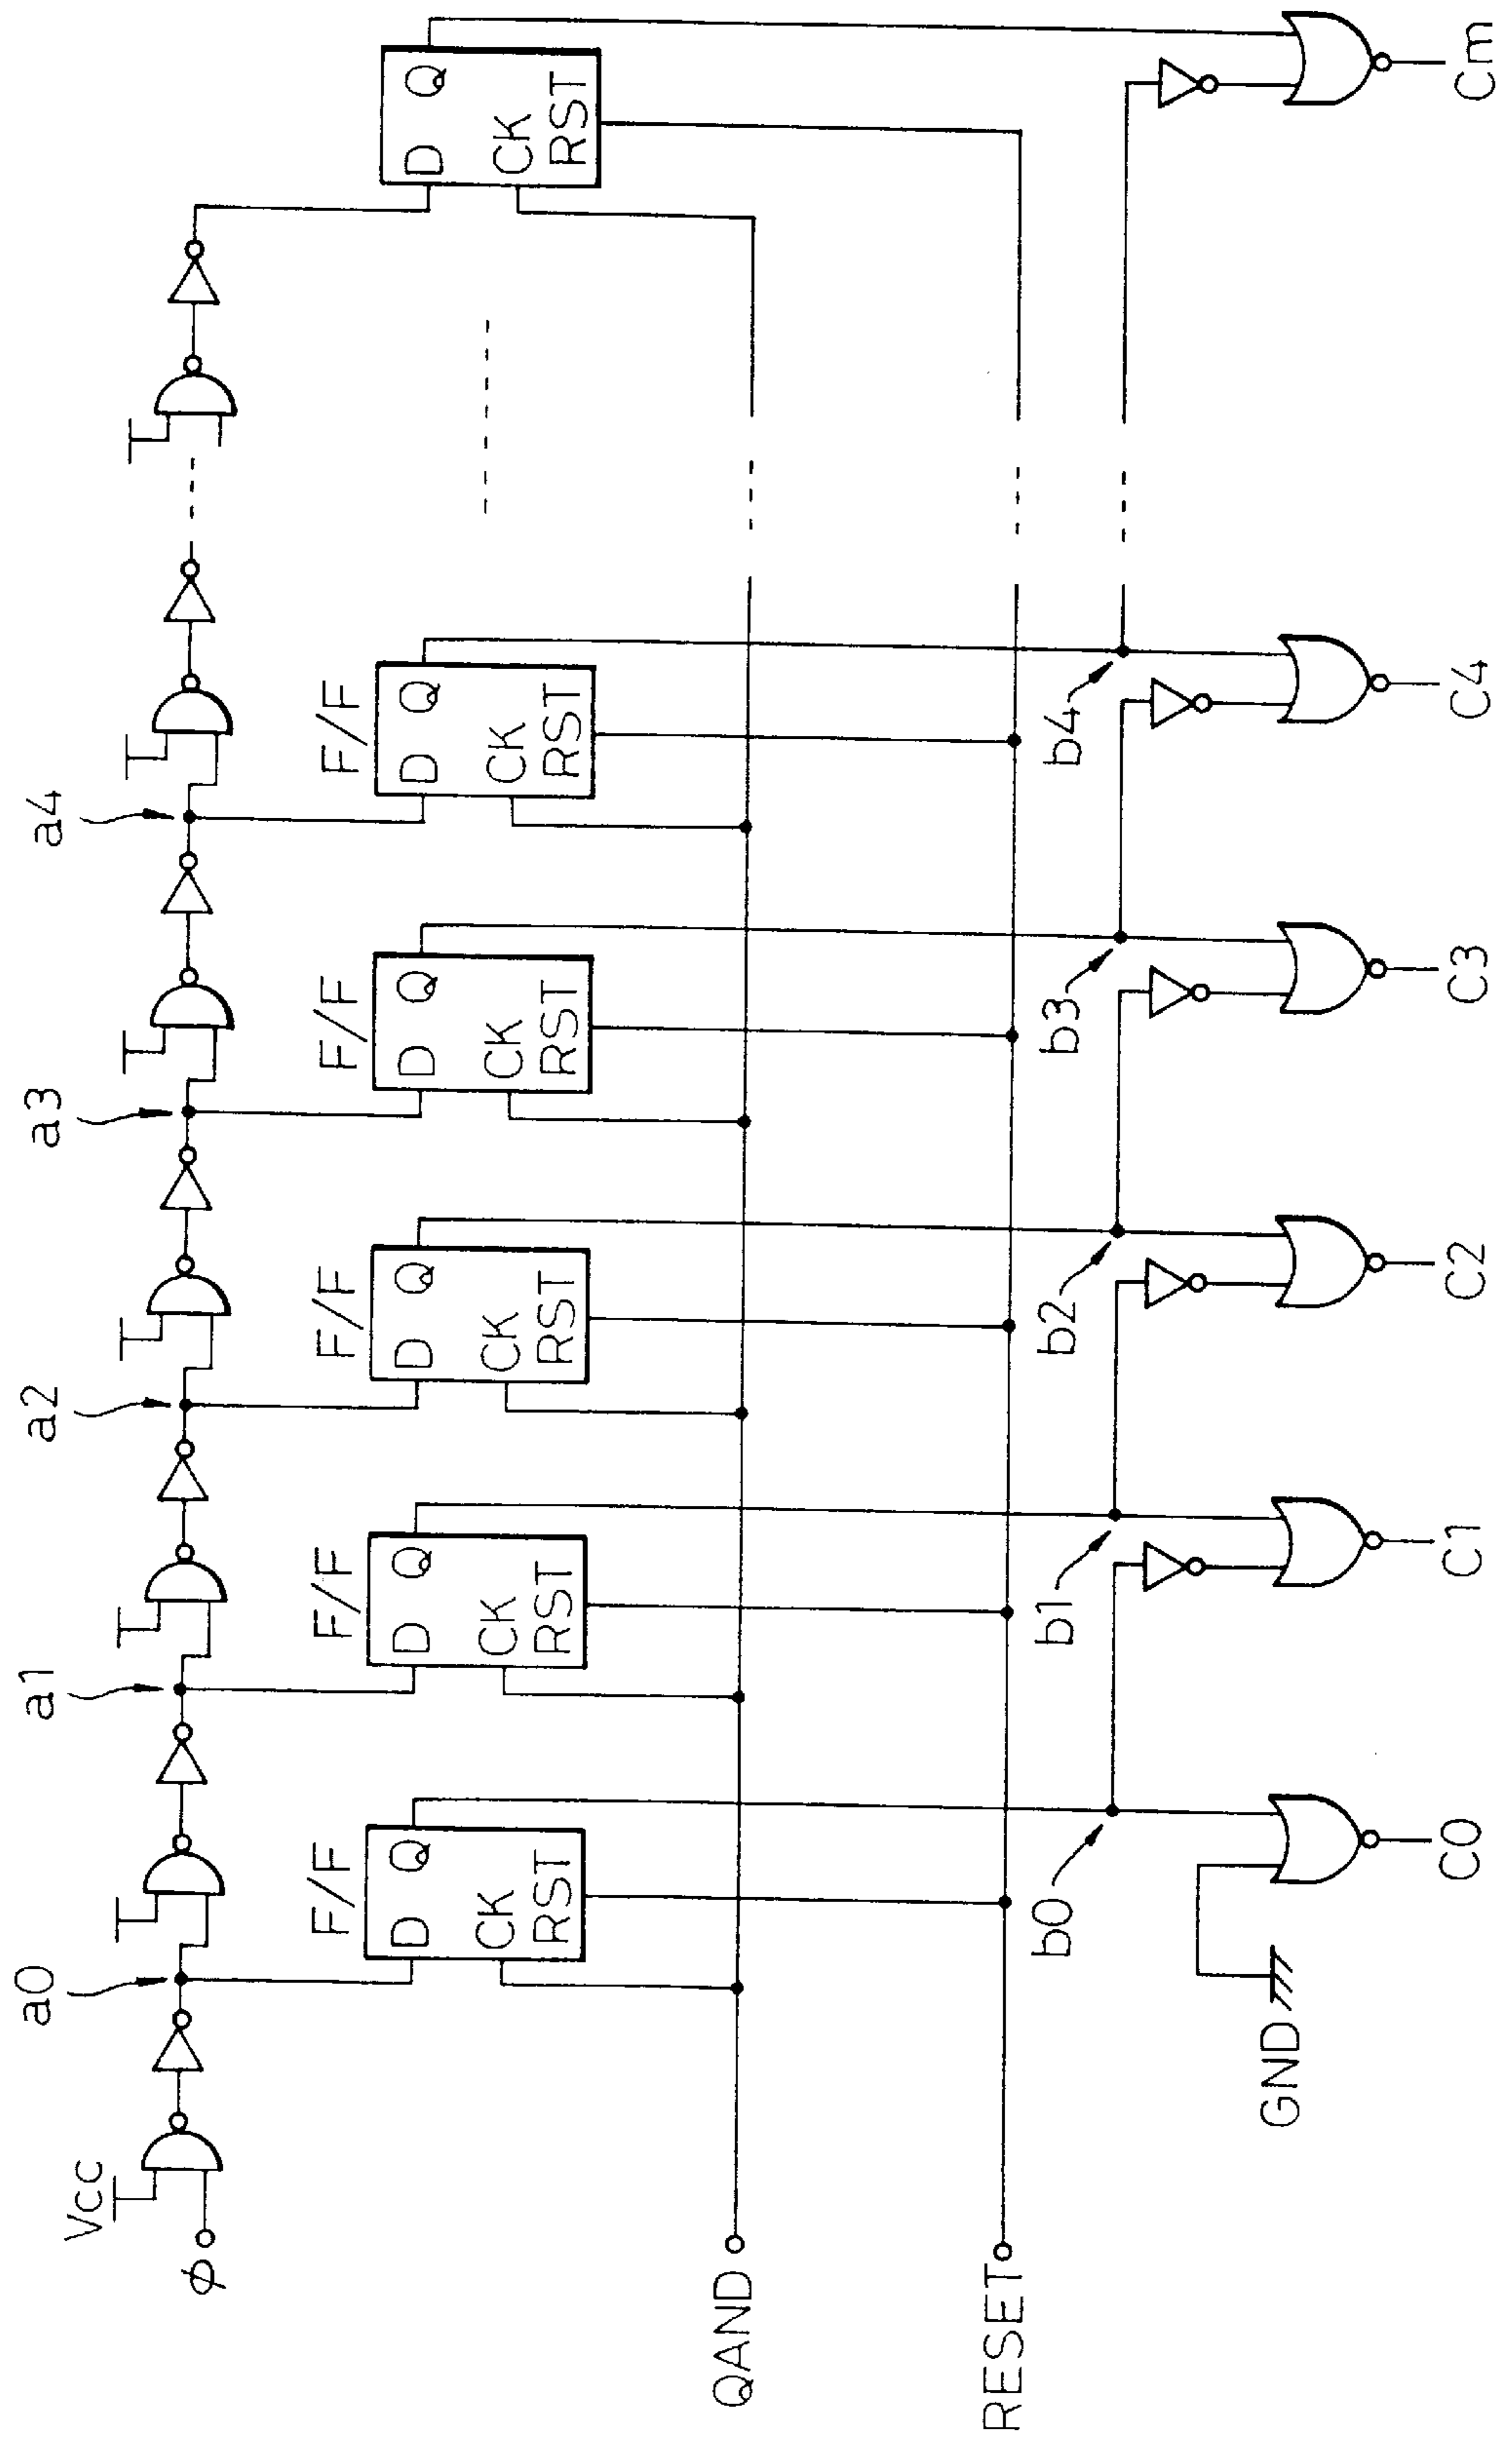 a0
a1
a2
a3
a4
Vcc
ϕ
F/F
F/F
F/F
F/F
F/F
D Q
CK
RST
D Q
CK
RST
D Q
CK
RST
D Q
CK
RST
D Q
CK
RST
D Q
CK
RST
QAND
RESET
b0
b1
b2
b3
b4
GND
C0
C1
C2
C3
C4
Cm